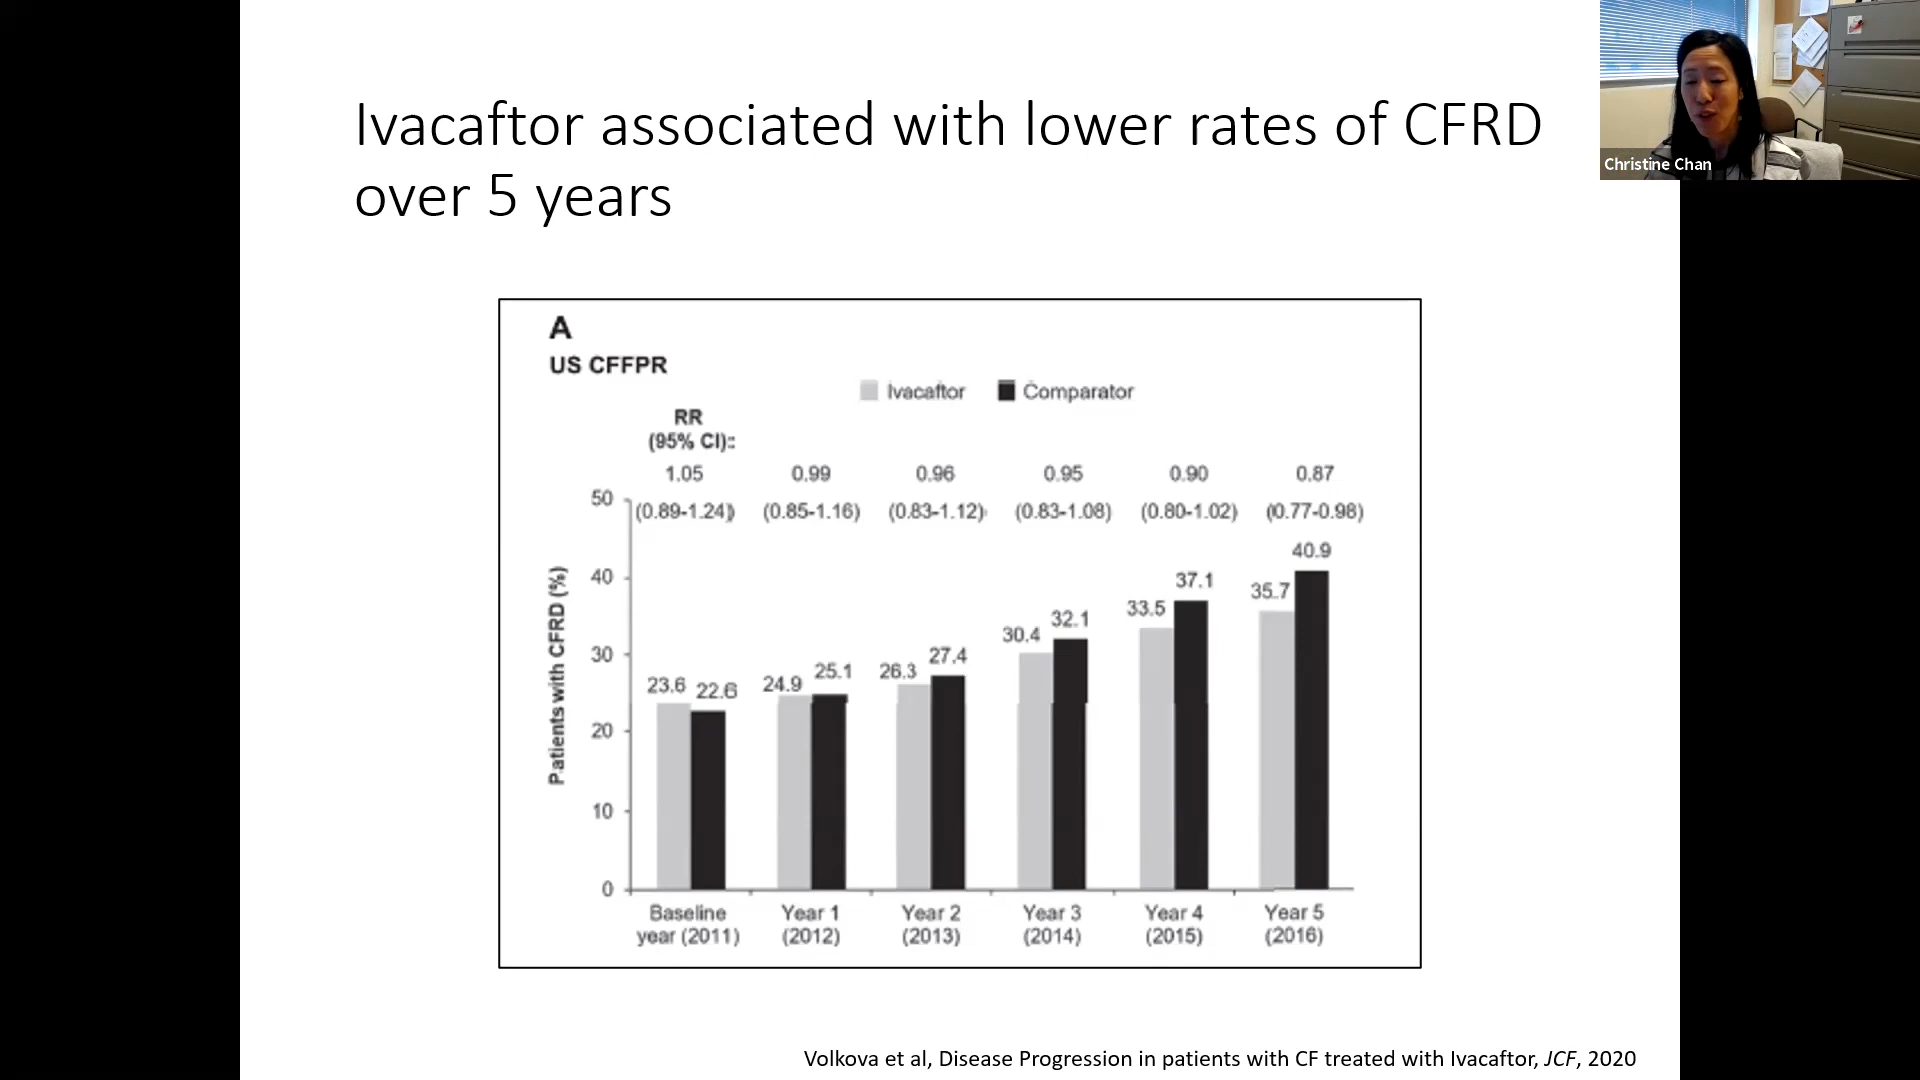 Ivacaftor associated with lower rates of CFRD
over 5 years
Christine Chan
A
US CFFPR
Ivacaftor Comparator
RR
(95% CI)::
1.05 0.99 0.96 0.95 0.90 0.87
(0.89-1.24) (0.85-1.16) (0.83-1.12) (0.83-1.08) (0.80-1.02) (0.77-0.98)
Patients with CFRD (%)
50
40
30
20
10
0
23.6 22.6 24.9 25.1 26.3 27.4 30.4 32.1 33.5 37.1 35.7 40.9
Baseline Year 1 Year 2 Year 3 Year 4 Year 5
year (2011) (2012) (2013) (2014) (2015) (2016)
Volkova et al, Disease Progression in patients with CF treated with Ivacaftor, JCF, 2020